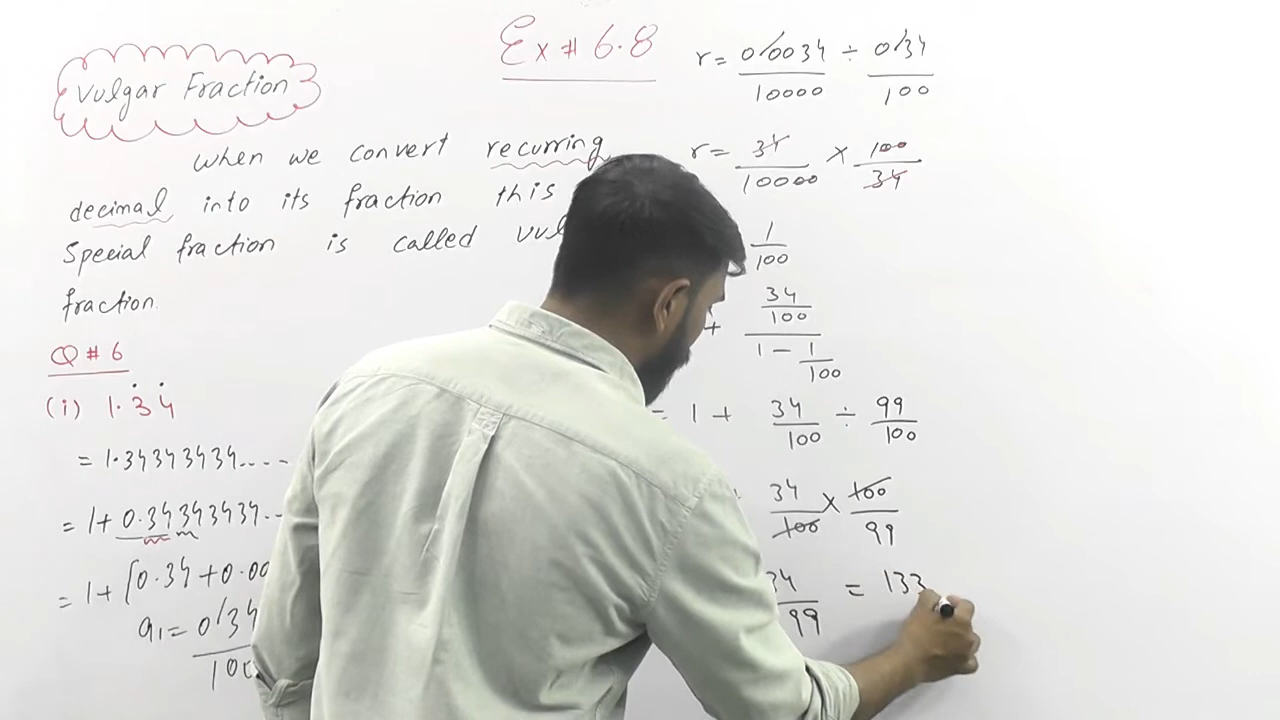 Ex # 6.8
Vulgar Fraction
when we convert recurring
decimal into its fraction this
Special fraction is called vul
fraction.
Q # 6
(i) 1.3̇4̇
= 1.34343434....
= 1 + 0.34343434..
= 1 + [0.34 + 0.00
a1 = 0/34
100
r = 0/0034 ÷ 0/34
10000 100
r = 34 × 100
10000 34
1
100
34
100
+
1 - 1
100
= 1 + 34 ÷ 99
100 100
34 × 100
100 99
34 = 133
99